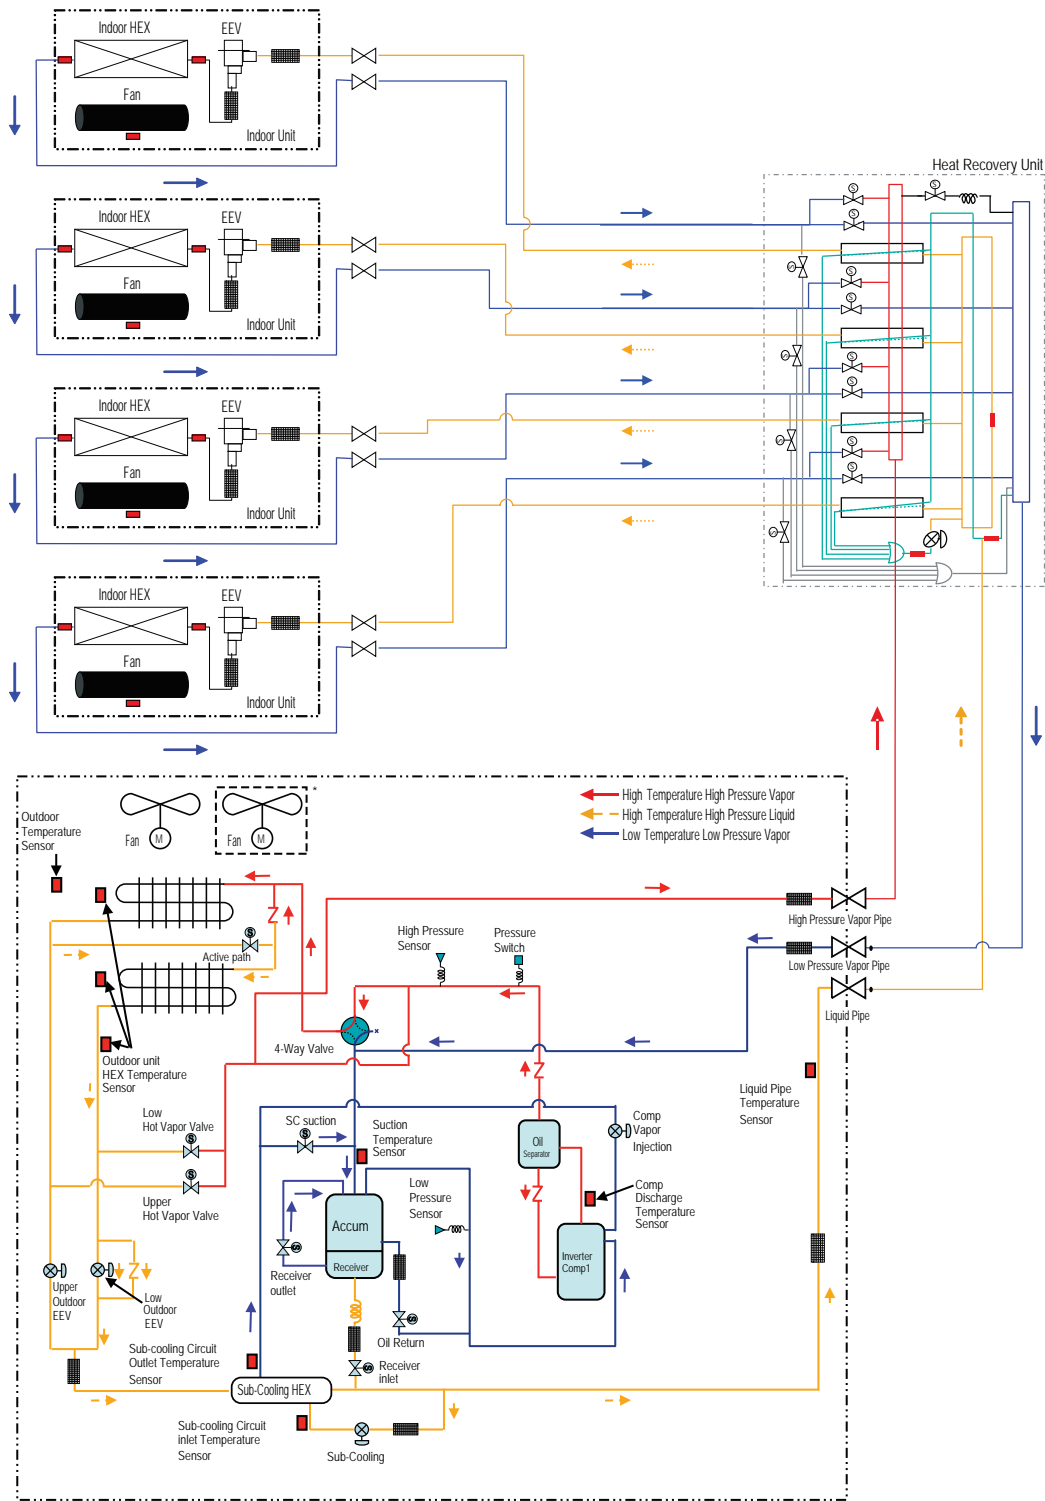 Indoor HEX
EEV
Fan
Indoor Unit
Heat Recovery Unit
S
S
S
S
S
S
S
S
S
S
S
S
S
Indoor HEX
EEV
Fan
Indoor Unit
Indoor HEX
EEV
Fan
Indoor Unit
Indoor HEX
EEV
Fan
Indoor Unit
High Temperature High Pressure Vapor
High Temperature High Pressure Liquid
Low Temperature Low Pressure Vapor
*
Outdoor
Temperature
Sensor
Fan
M
Fan
M
High Pressure
Sensor
Pressure
Switch
High Pressure Vapor Pipe
Low Pressure Vapor Pipe
Liquid Pipe
S
Active path
4-Way Valve
Outdoor unit
HEX Temperature
Sensor
Liquid Pipe
Temperature
Sensor
Low
Hot Vapor Valve
S
S
Upper
Hot Vapor Valve
SC suction
S
Suction
Temperature
Sensor
Comp
Vapor
Injection
Oil
Separator
Low
Pressure
Sensor
Comp
Discharge
Temperature
Sensor
Accum
Receiver
S
Receiver
outlet
Inverter
Comp1
Upper
Outdoor
EEV
Low
Outdoor
EEV
S
Oil Return
Sub-cooling Circuit
Outlet Temperature
Sensor
S
Receiver
inlet
Sub-Cooling HEX
Sub-cooling Circuit
inlet Temperature
Sensor
Sub-Cooling